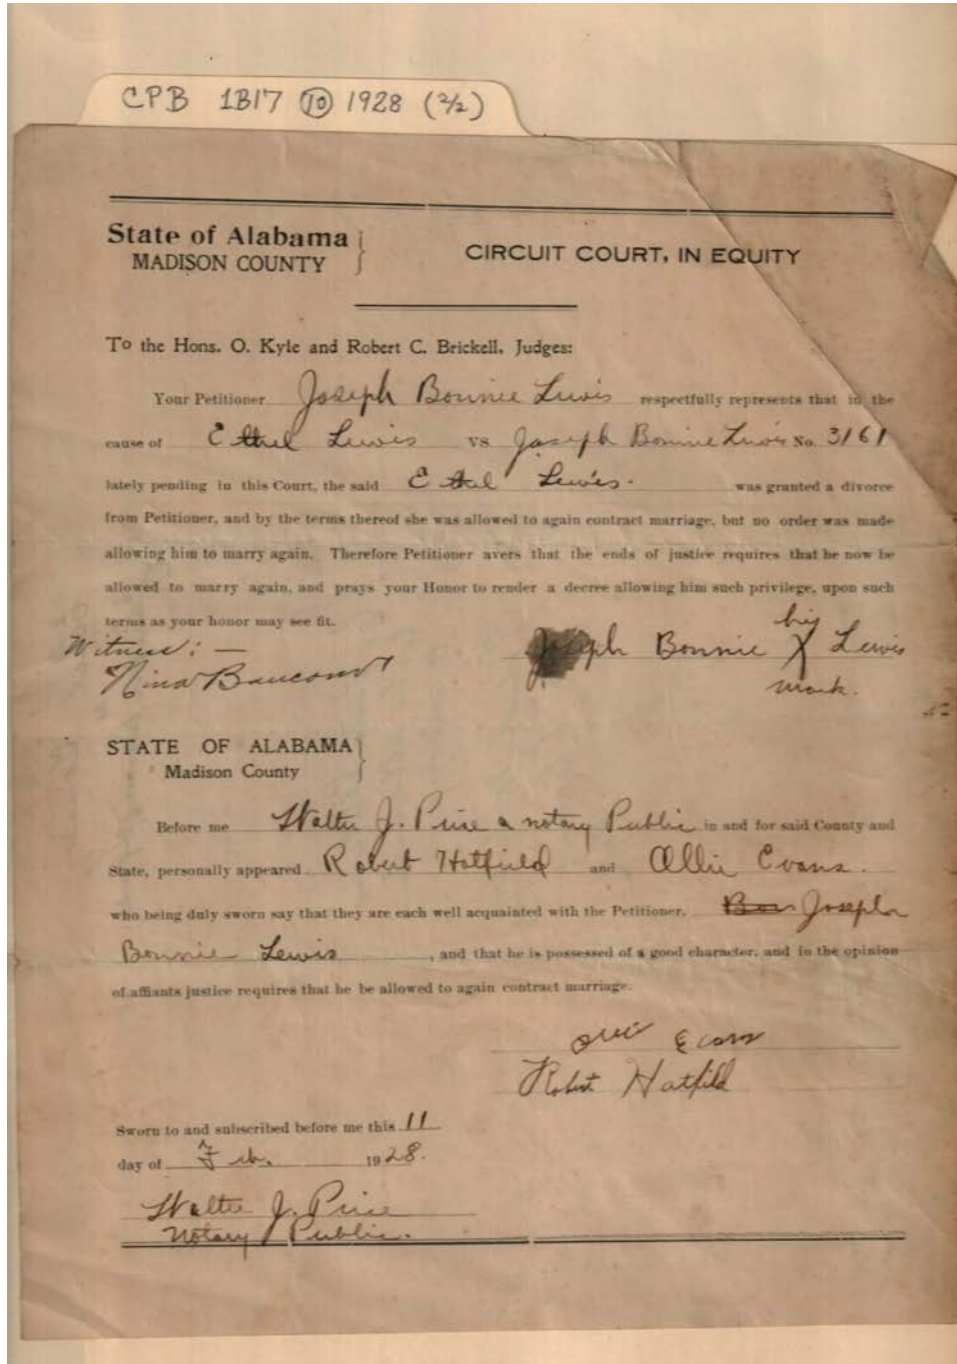 CPB 1B17 (10) 1928 (2/2)
State of Alabama
MADISON COUNTY
CIRCUIT COURT, IN EQUITY
To the Hons. O. Kyle and Robert C. Brickell, Judges:
Your Petitioner Joseph Bonnie Lewis respectfully represents that in the
cause of Ethel Lewis vs Joseph Bonnie Lewis No. 3161
lately pending in this Court, the said Ethel Lewis. was granted a divorce
from Petitioner, and by the terms thereof she was allowed to again contract marriage, but no order was made
allowing him to marry again. Therefore Petitioner avers that the ends of justice requires that he now be
allowed to marry again, and prays your Honor to render a decree allowing him such privilege, upon such
terms as your honor may see fit.
Witness: —
Nina
Joseph Bonnie his X mark. Lewis
STATE OF ALABAMA
Madison County
Before me Walter J. Price a notary Public in and for said County and
State, personally appeared Robert Hatfield and Ollie Evans.
who being duly sworn say that they are each well acquainted with the Petitioner, Bon Joseph
Bonnie Lewis, and that he is possessed of a good character, and in the opinion
of affiants justice requires that he be allowed to again contract marriage.
Robert Hatfild
Sworn to and subscribed before me this 11
day of Feb. 1928.
Walter J. Price
Notary Public.